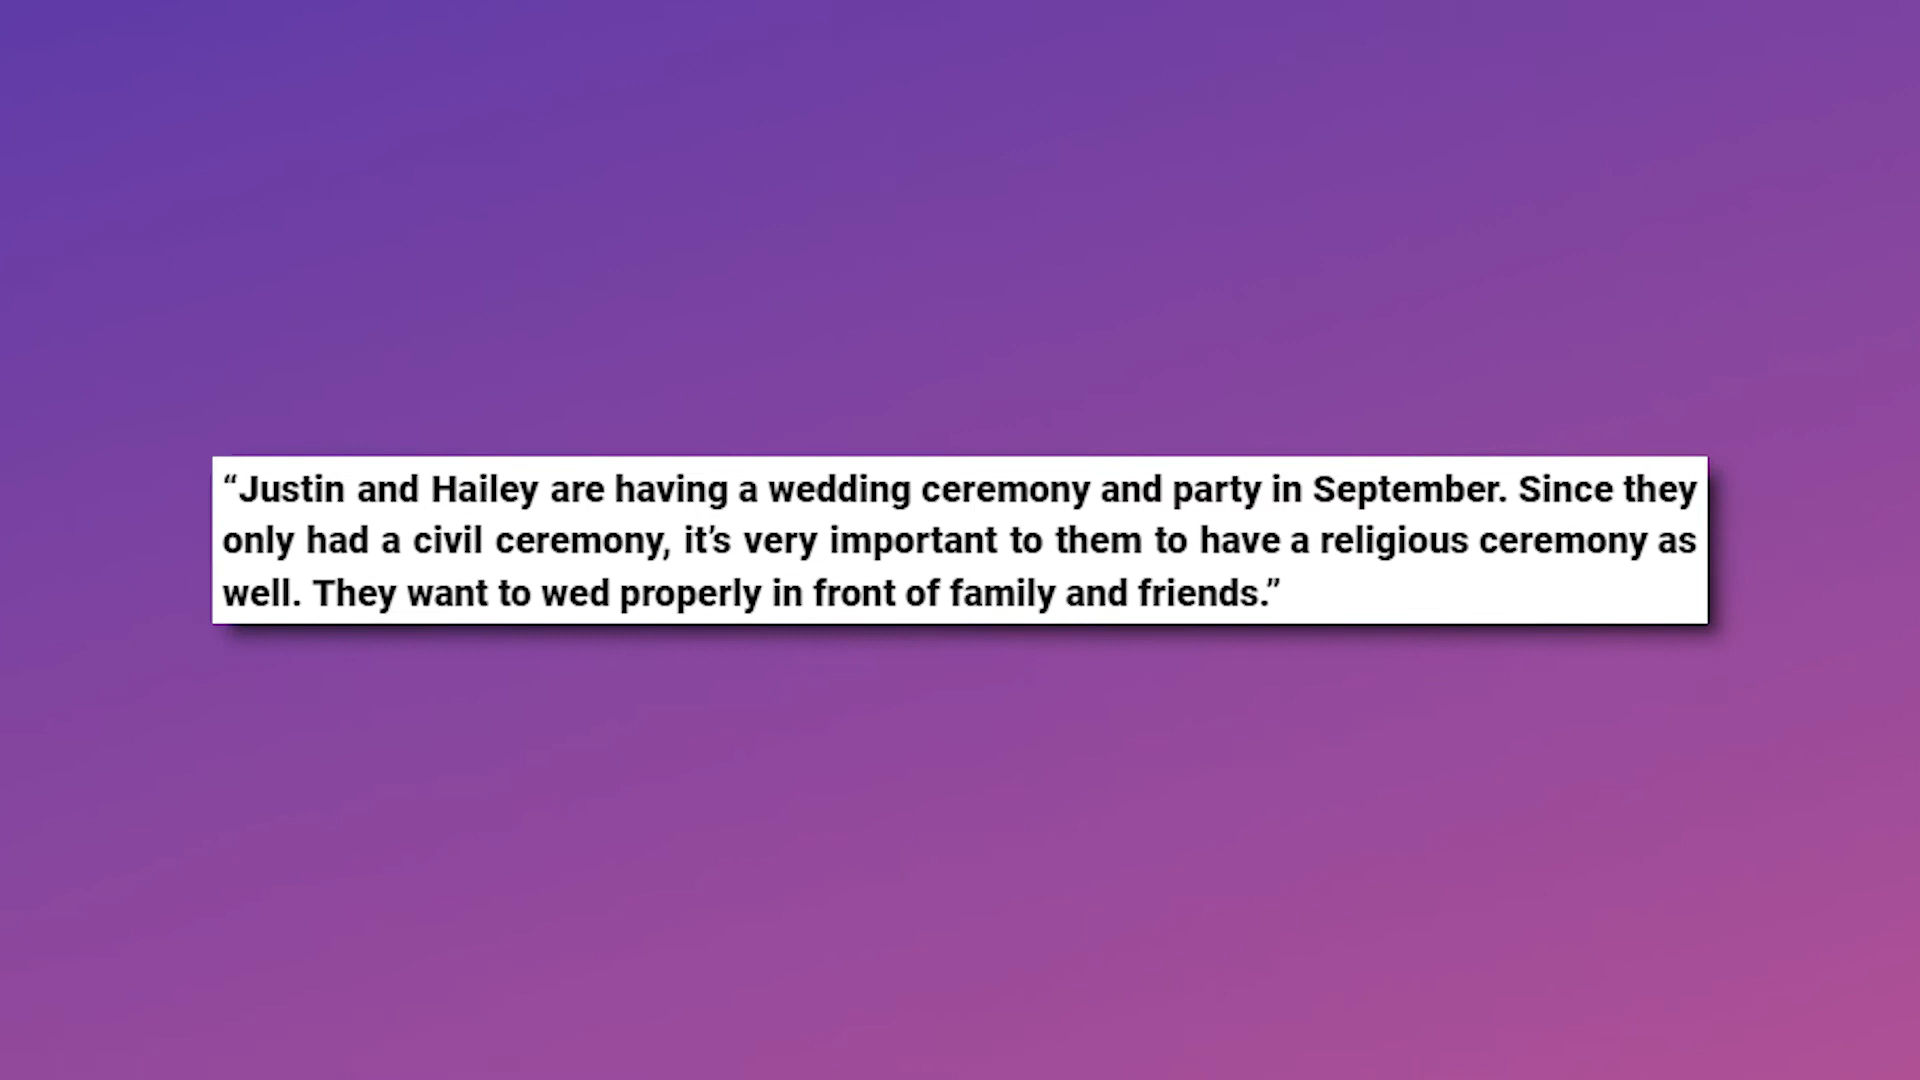 “Justin and Hailey are having a wedding ceremony and party in September. Since they
only had a civil ceremony, it’s very important to them to have a religious ceremony as
well. They want to wed properly in front of family and friends.”